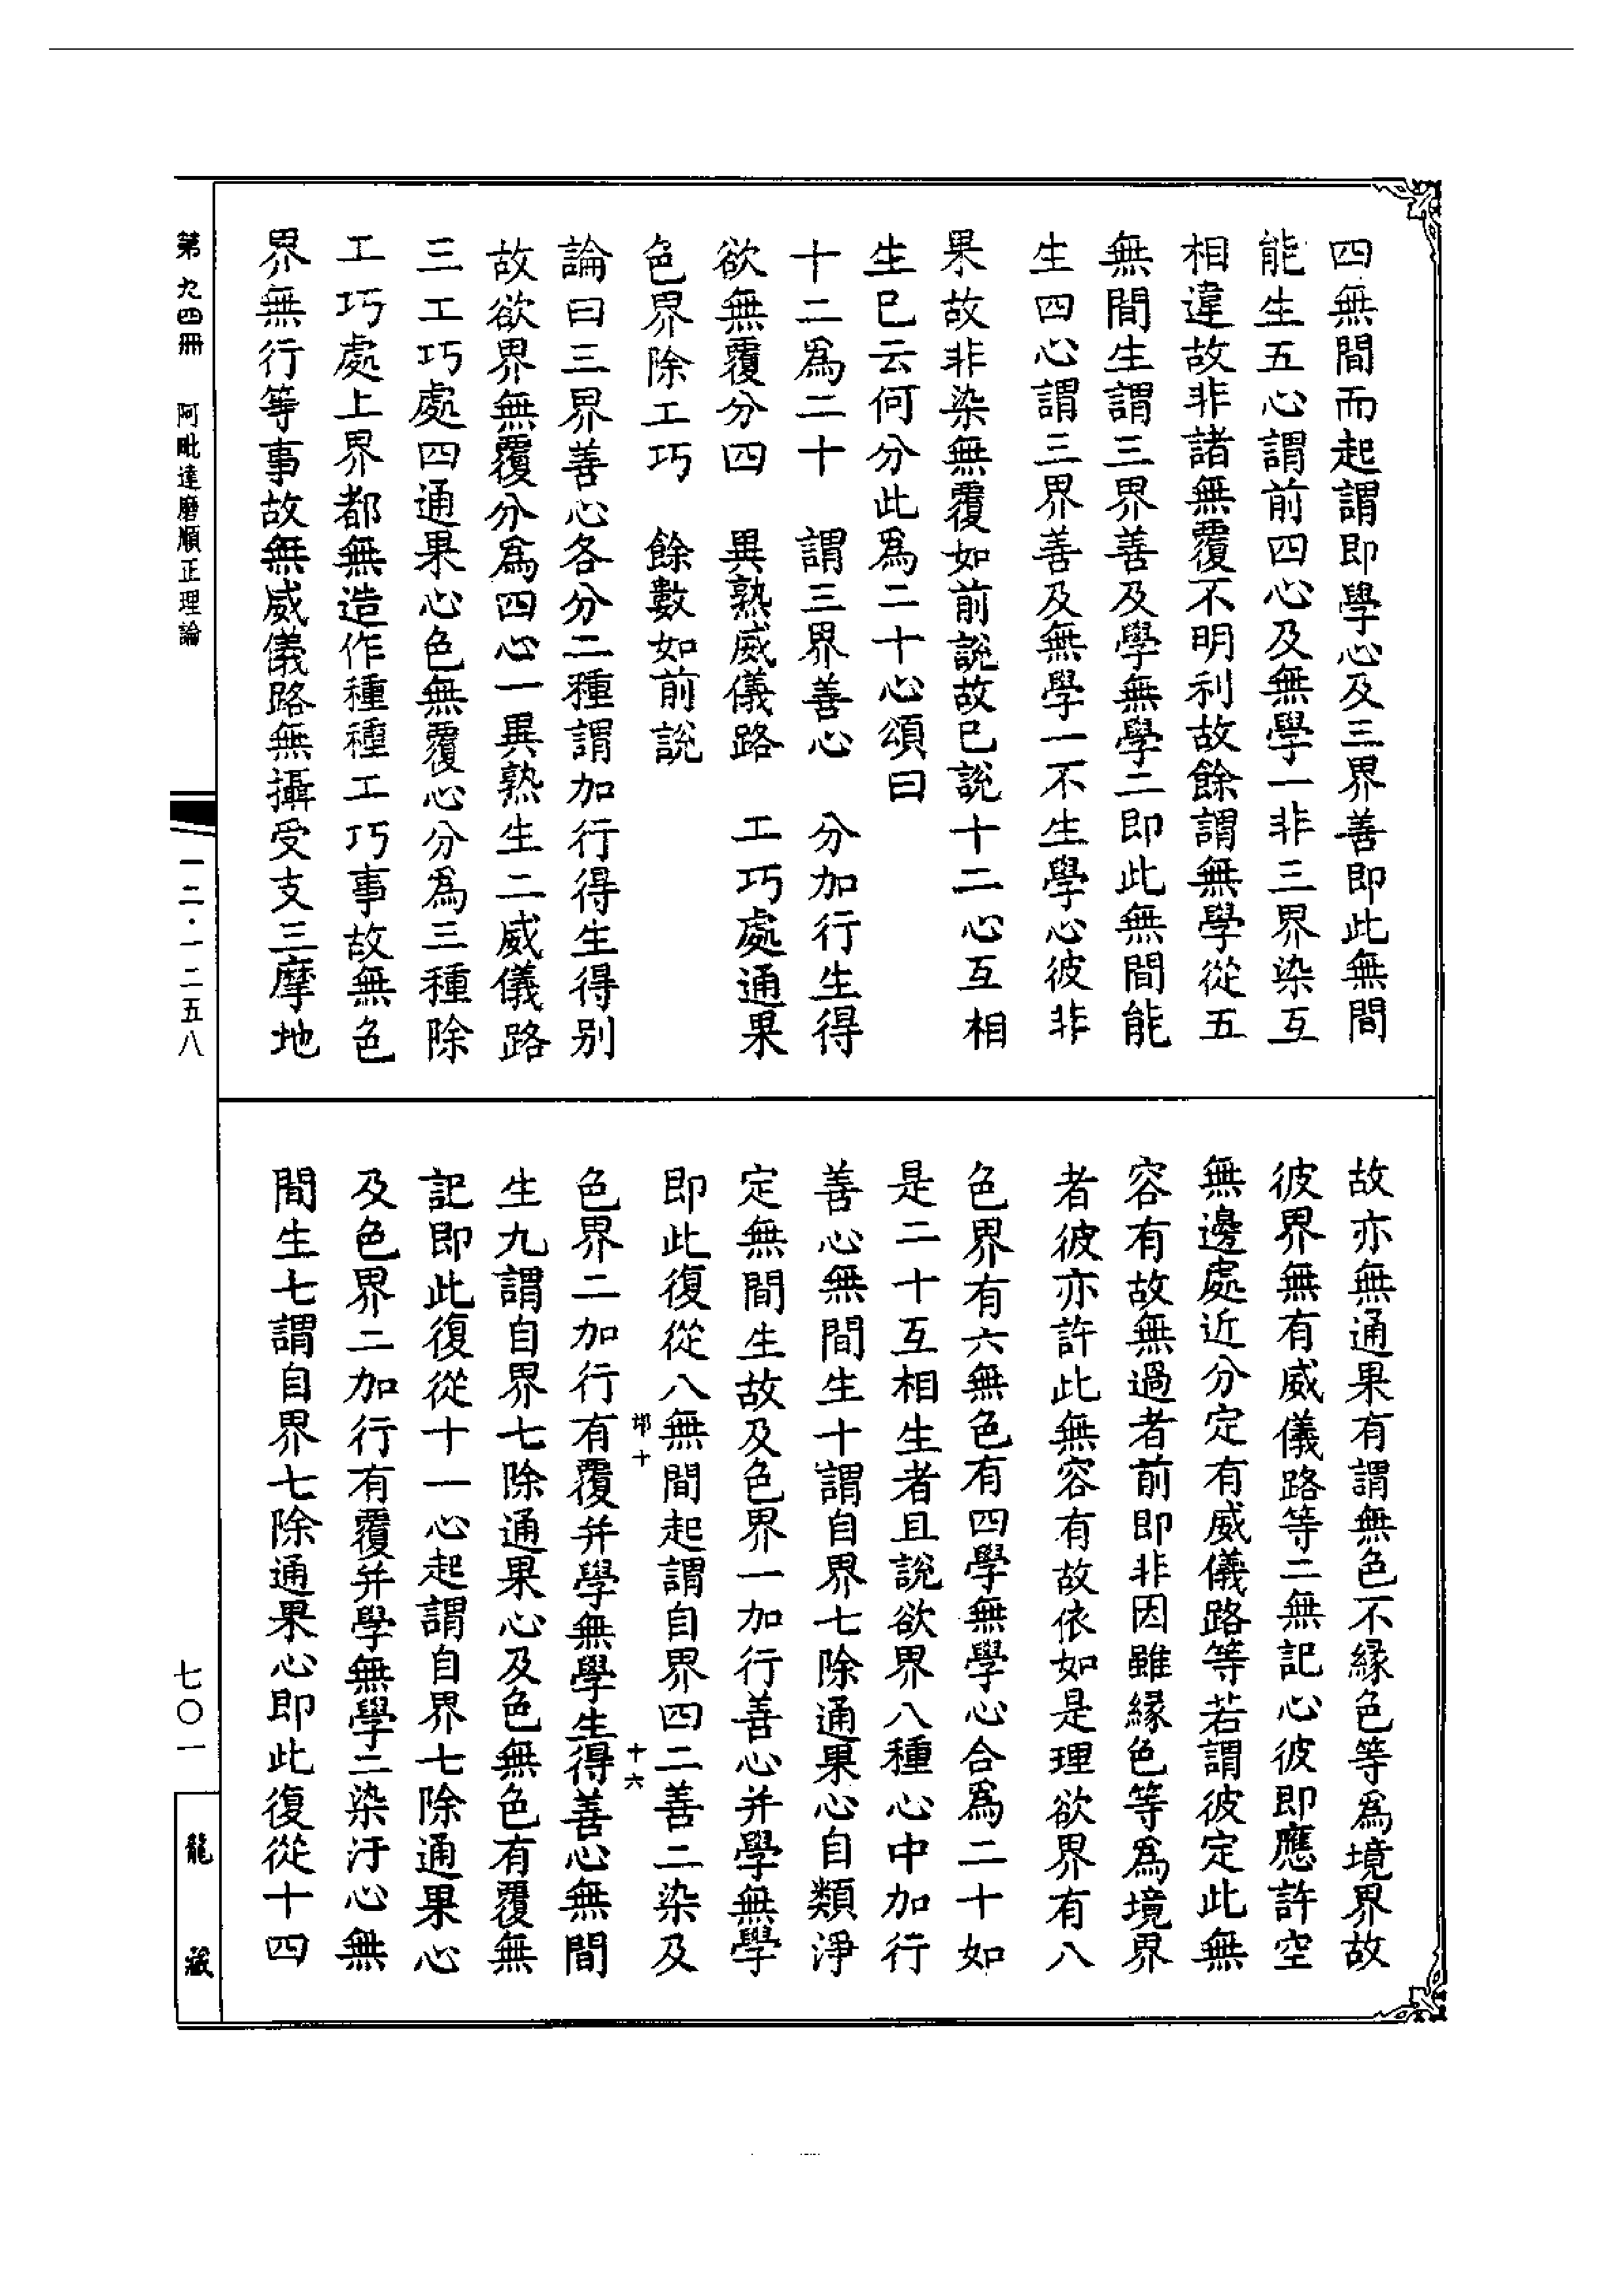 四無間而起謂即學心及三界善即此無間
能生五心謂前四心及無學一非三界染互
相違故非諸無覆不明利故餘謂無學從五
無間生謂三界善及學無學二即此無間能
生四心謂三界善及無學一不生學心彼非
果故非染無覆如前說故已說十二心互相
生已云何分此爲二十心頌曰
十二爲二十　謂三界善心　分加行生得
欲無覆分四　異熟威儀路　工巧處通果
色界除工巧　餘數如前說
論曰三界善心各分二種謂加行得生得別
故欲界無覆分爲四心一異熟生二威儀路
三工巧處四通果心色無覆心分爲三種除
工巧處上界都無造作種種工巧事故無色
界無行等事故無威儀路無攝受支三摩地
故亦無通果有謂無色不緣色等爲境界故
彼界無有威儀路等二無記心彼即應許空
無邊處近分定有威儀路等若謂彼定此無
容有故無過者前即非因雖緣色等爲境界
者彼亦許此無容有故依如是理欲界有八
色界有六無色有四學無學心合爲二十如
是二十互相生者且說欲界八種心中加行
善心無間生十謂自界七除通果心自類淨
定無間生故及色界一加行善心并學無學
即此復從八無間起謂自界四二善二染及
色界二加行有覆并學無學生得善心無間
生九謂自界七除通果心及色無色有覆無
記即此復從十一心起謂自界七除通果心
及色界二加行有覆并學無學二染汙心無
間生七謂自界七除通果心即此復從十四
十六
第九四冊　阿毗達磨順正理論
一二·一二五八
七〇一
龍藏